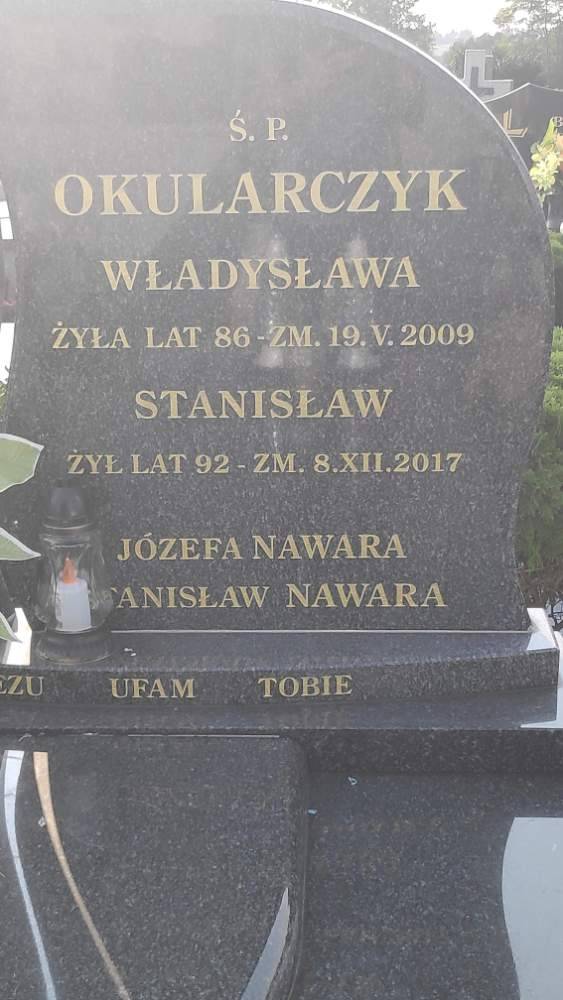 Ś. P.
OKULARCZYK
WŁADYSŁAWA
ŻYŁA LAT 86 - ZM. 19. V. 2009
STANISŁAW
ŻYŁ LAT 92 - ZM. 8.XII.2017
JÓZEFA NAWARA
TANISŁAW NAWARA
EZU UFAM TOBIE
L